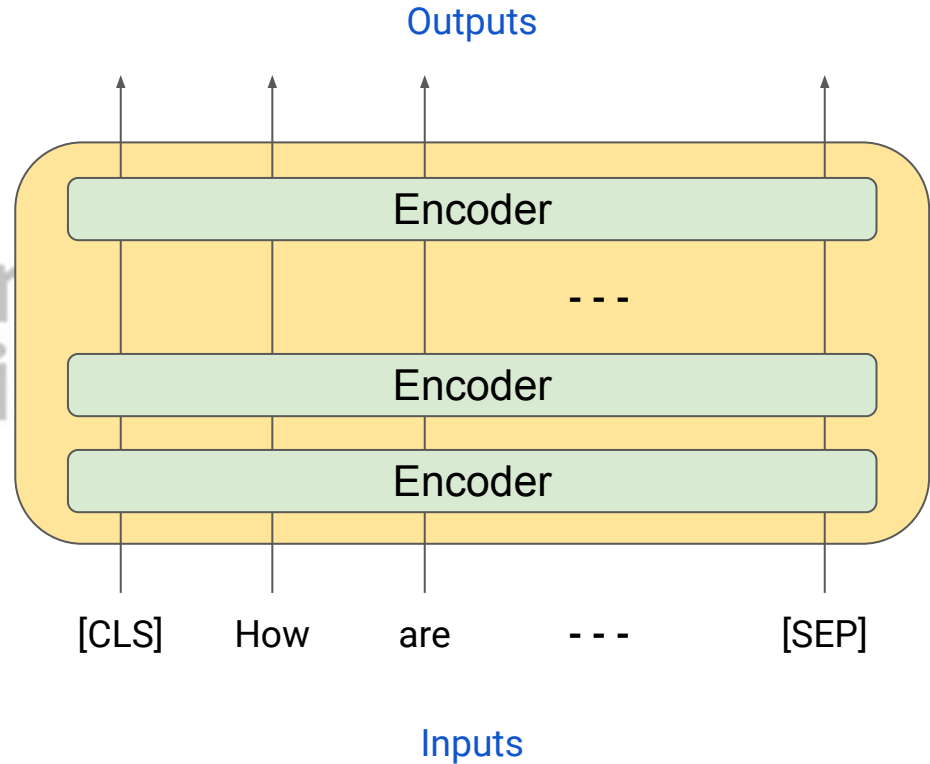 Outputs
Encoder
- - -
Encoder
Encoder
[CLS] How are - - - [SEP]
Inputs